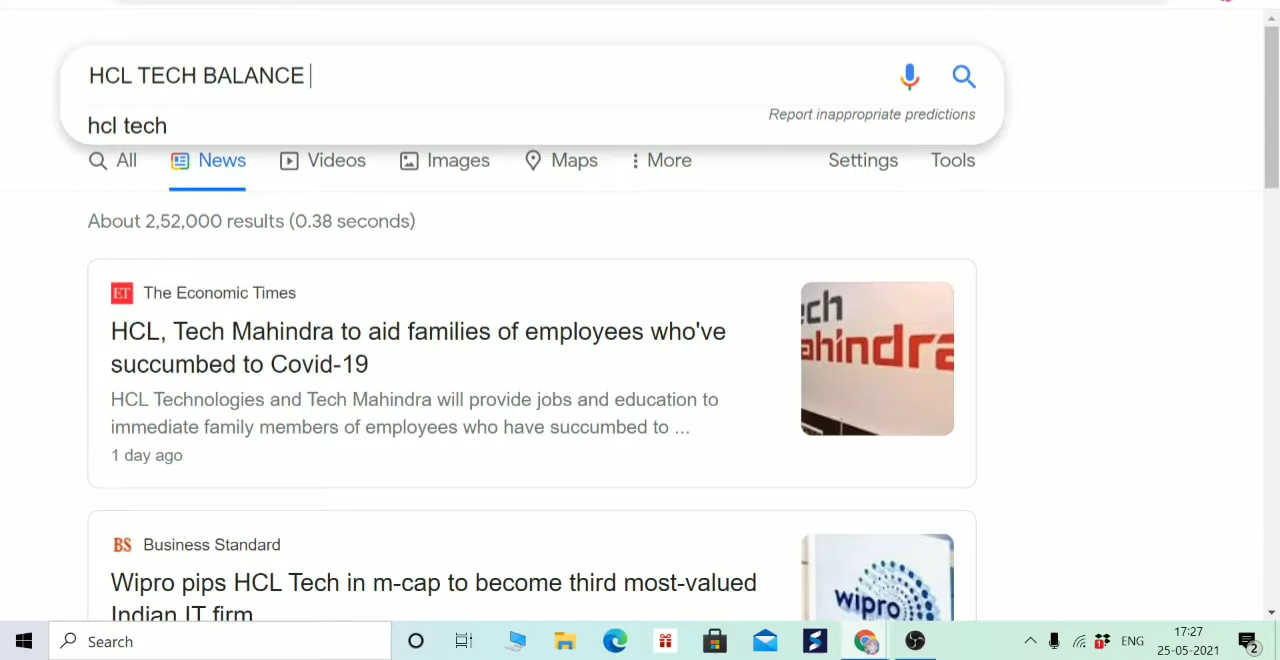 HCL TECH BALANCE
hcl tech
Report inappropriate predictions
All News Videos Images Maps More Settings Tools
About 2,52,000 results (0.38 seconds)
ET The Economic Times
HCL, Tech Mahindra to aid families of employees who've
succumbed to Covid-19
HCL Technologies and Tech Mahindra will provide jobs and education to
immediate family members of employees who have succumbed to ...
1 day ago
ech
ahindra
BS Business Standard
Wipro pips HCL Tech in m-cap to become third most-valued
Indian IT firm
wipro
Search
ENG
17:27
25-05-2021
1
2